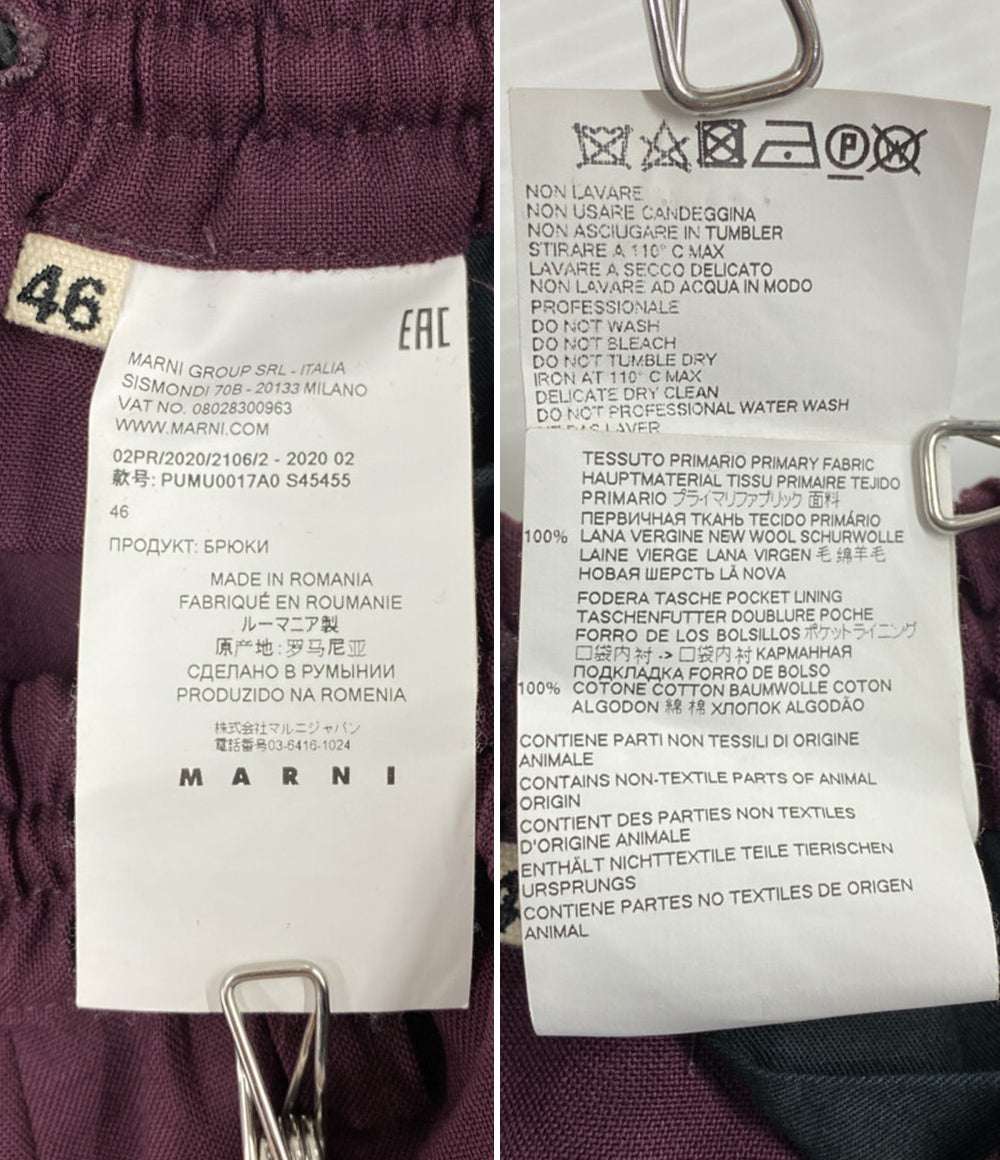 46
EAC
MARNI GROUP SRL - ITALIA
SISMONDI 70B - 20133 MILANO
VAT NO. 08028300963
WWW.MARNI.COM
02PR/2020/2106/2 - 2020 02
款号: PUMU0017A0 S45455
46
ПРОДУКТ: БРЮКИ
MADE IN ROMANIA
FABRIQUÉ EN ROUMANIE
ルーマニア製
原产地: 罗马尼亚
СДЕЛАНО В РУМЫНИИ
PRODUZIDO NA ROMENIA
株式会社マルニジャパン
電話番号03-6416-1024
MARNI
P W
NON LAVARE
NON USARE CANDEGGINA
NON ASCIUGARE IN TUMBLER
STIRARE A 110° C MAX
LAVARE A SECCO DELICATO
NON LAVARE AD ACQUA IN MODO
PROFESSIONALE
DO NOT WASH
DO NOT BLEACH
DO NOT TUMBLE DRY
IRON AT 110° C MAX
DELICATE DRY CLEAN
DO NOT PROFESSIONAL WATER WASH
NE PAS LAVER
TESSUTO PRIMARIO PRIMARY FABRIC
HAUPTMATERIAL TISSU PRIMAIRE TEJIDO
PRIMARIO プライマリファブリック 面料
ПЕРВИЧНАЯ ТКАНЬ TECIDO PRIMÁRIO
100% LANA VERGINE NEW WOOL SCHURWOLLE
LAINE VIERGE LANA VIRGEN 毛 绵羊毛
НОВАЯ ШЕРСТЬ LÃ NOVA
FODERA TASCHE POCKET LINING
TASCHENFUTTER DOUBLURE POCHE
FORRO DE LOS BOLSILLOS ポケットライニング
口袋内衬 -> 口袋内衬 КАРМАННАЯ
ПОДКЛАДКА FORRO DE BOLSO
100% COTONE COTTON BAUMWOLLE COTON
ALGODON 綿 棉 ХЛОПОК ALGODÃO
CONTIENE PARTI NON TESSILI DI ORIGINE
ANIMALE
CONTAINS NON-TEXTILE PARTS OF ANIMAL
ORIGIN
CONTIENT DES PARTIES NON TEXTILES
D'ORIGINE ANIMALE
ENTHÄLT NICHTTEXTILE TEILE TIERISCHEN
URSPRUNGS
CONTIENE PARTES NO TEXTILES DE ORIGEN
ANIMAL